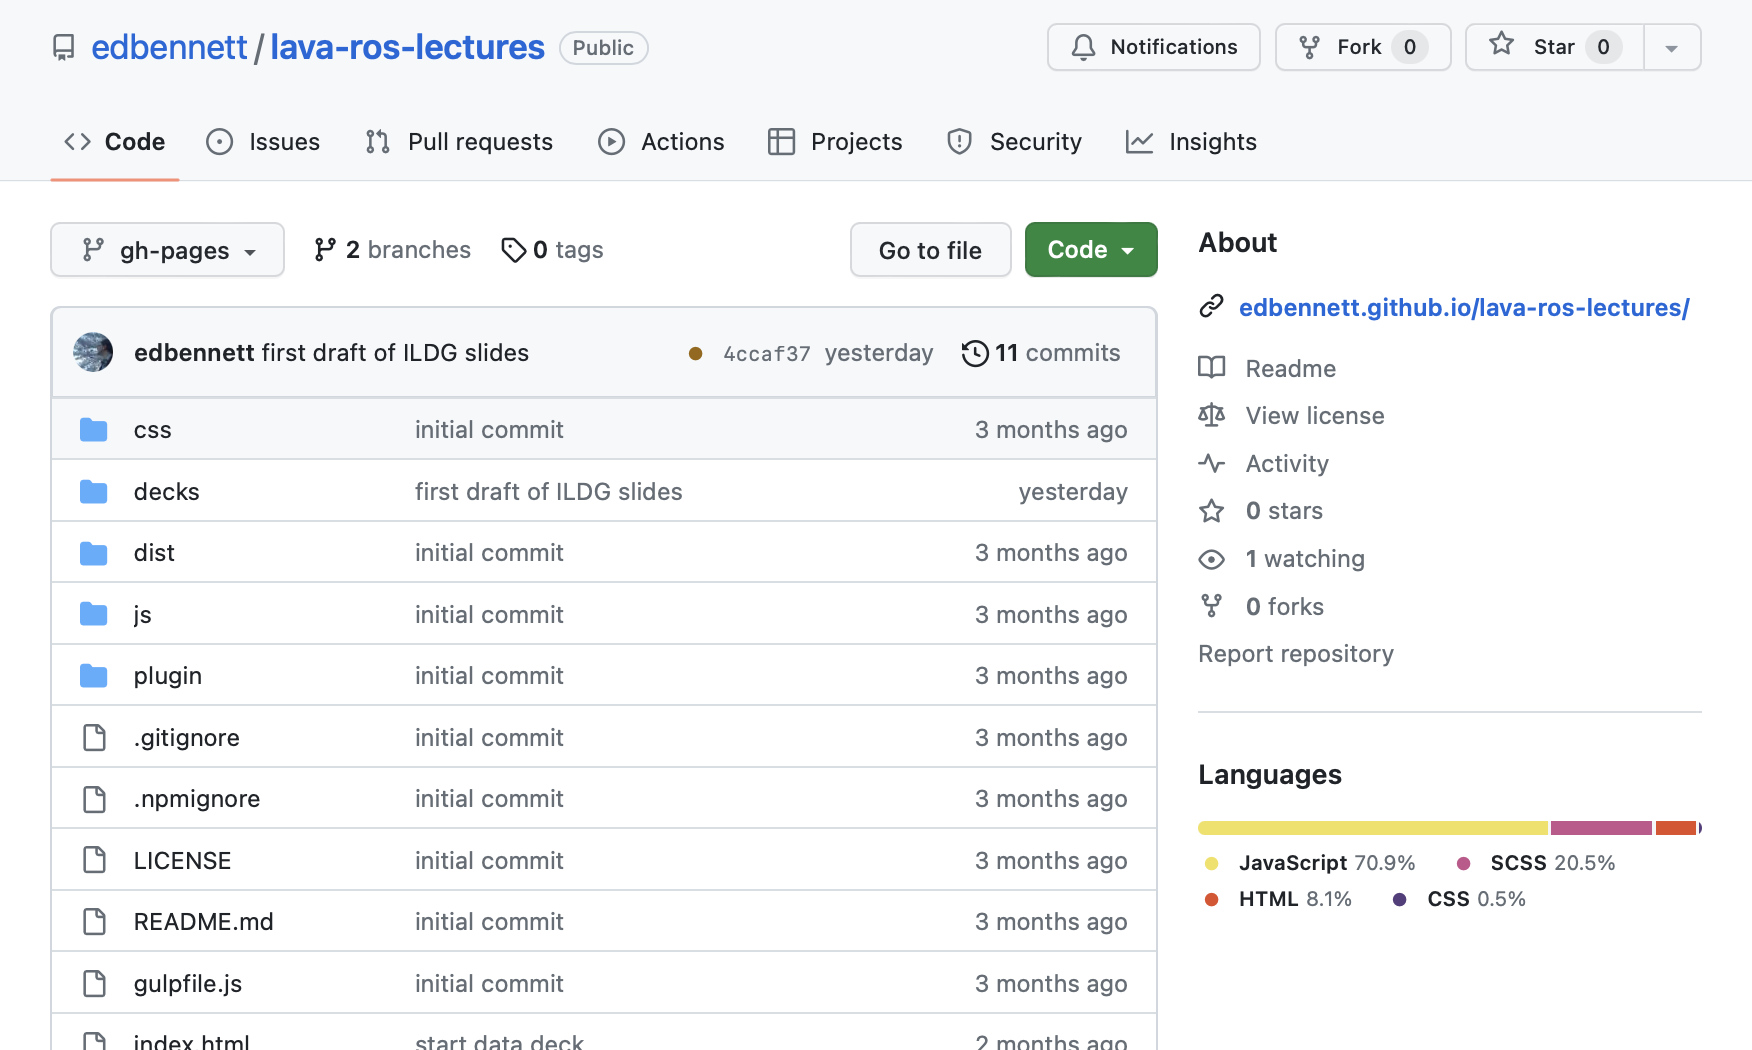 edbennett/lava-ros-lectures Public Notifications Fork 0 Star 0
Code Issues Pull requests Actions Projects Security Insights
gh-pages 2 branches 0 tags Go to file Code
edbennett first draft of ILDG slides 4ccaf37 yesterday 11 commits
css initial commit 3 months ago
decks first draft of ILDG slides yesterday
dist initial commit 3 months ago
js initial commit 3 months ago
plugin initial commit 3 months ago
.gitignore initial commit 3 months ago
.npmignore initial commit 3 months ago
LICENSE initial commit 3 months ago
README.md initial commit 3 months ago
gulpfile.js initial commit 3 months ago
index.html start data deck 2 months ago
About
edbennett.github.io/lava-ros-lectures/
Readme
View license
Activity
0 stars
1 watching
0 forks
Report repository
Languages
JavaScript 70.9% SCSS 20.5%
HTML 8.1% CSS 0.5%